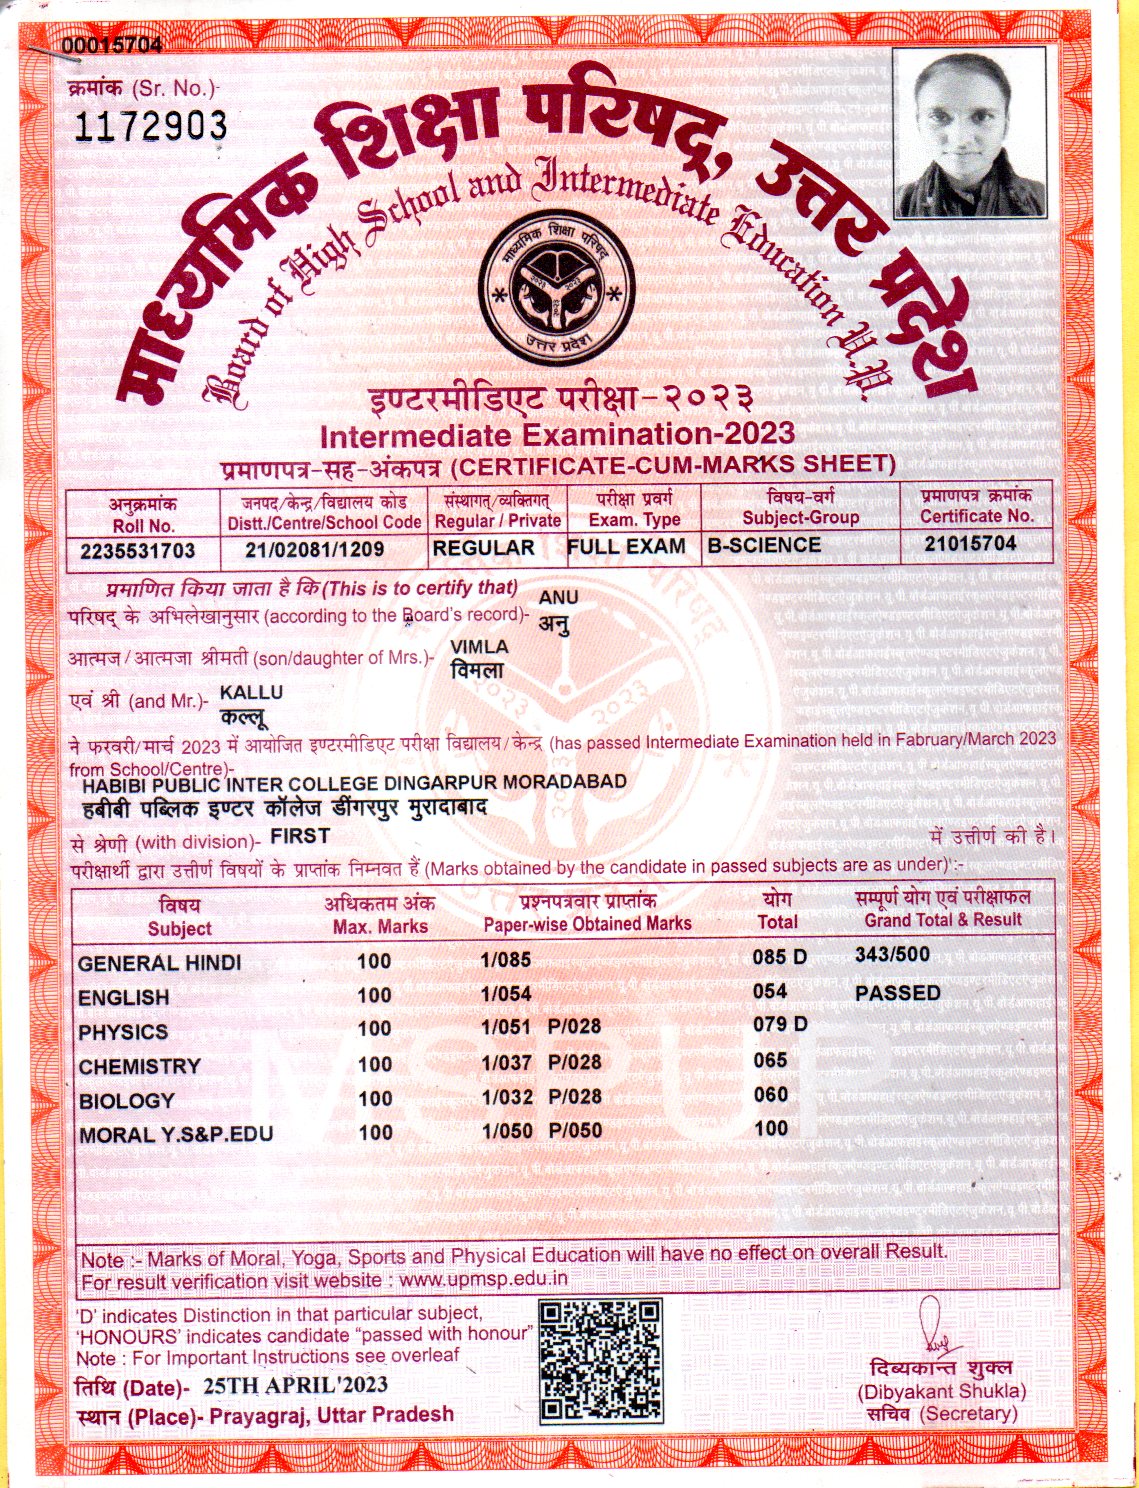 00015704
क्रमांक (Sr. No.)-
1172903
माध्यमिक शिक्षा परिषद्, उत्तर प्रदेश
Board of High School and Intermediate Education U.P.
माध्यमिक शिक्षा परिषद्
उत्तर प्रदेश
इण्टरमीडिएट परीक्षा-२०२३
Intermediate Examination-2023
प्रमाणपत्र-सह-अंकपत्र (CERTIFICATE-CUM-MARKS SHEET)
अनुक्रमांक जनपद/केन्द्र/विद्यालय कोड संस्थागत्/व्यक्तिगत् परीक्षा प्रवर्ग विषय-वर्ग प्रमाणपत्र क्रमांक
Roll No. Distt./Centre/School Code Regular / Private Exam. Type Subject-Group Certificate No.
2235531703 21/02081/1209 REGULAR FULL EXAM B-SCIENCE 21015704
प्रमाणित किया जाता है कि(This is to certify that)
परिषद् के अभिलेखानुसार (according to the Board's record)- ANU
अनु
आत्मज/आत्मजा श्रीमती (son/daughter of Mrs.)- VIMLA
विमला
एवं श्री (and Mr.)- KALLU
कल्लू
ने फरवरी/मार्च 2023 में आयोजित इण्टरमीडिएट परीक्षा विद्यालय/केन्द्र (has passed Intermediate Examination held in Fabruary/March 2023
from School/Centre)-
HABIBI PUBLIC INTER COLLEGE DINGARPUR MORADABAD
हबीबी पब्लिक इण्टर कॉलेज डींगरपुर मुरादाबाद
से श्रेणी (with division)- FIRST में उत्तीर्ण की है।
परीक्षार्थी द्वारा उत्तीर्ण विषयों के प्राप्तांक निम्नवत हैं (Marks obtained by the candidate in passed subjects are as under)':-
विषय अधिकतम अंक प्रश्नपत्रवार प्राप्तांक योग सम्पूर्ण योग एवं परीक्षाफल
Subject Max. Marks Paper-wise Obtained Marks Total Grand Total & Result
GENERAL HINDI 100 1/085 085 D 343/500
ENGLISH 100 1/054 054 PASSED
PHYSICS 100 1/051 P/028 079 D
CHEMISTRY 100 1/037 P/028 065
BIOLOGY 100 1/032 P/028 060
MORAL Y.S&P.EDU 100 1/050 P/050 100
Note :- Marks of Moral, Yoga, Sports and Physical Education will have no effect on overall Result.
For result verification visit website : www.upmsp.edu.in
'D' indicates Distinction in that particular subject,
'HONOURS' indicates candidate "passed with honour"
Note : For Important Instructions see overleaf
तिथि (Date)- 25TH APRIL'2023
स्थान (Place)- Prayagraj, Uttar Pradesh
दिब्यकान्त शुक्ल
(Dibyakant Shukla)
सचिव (Secretary)